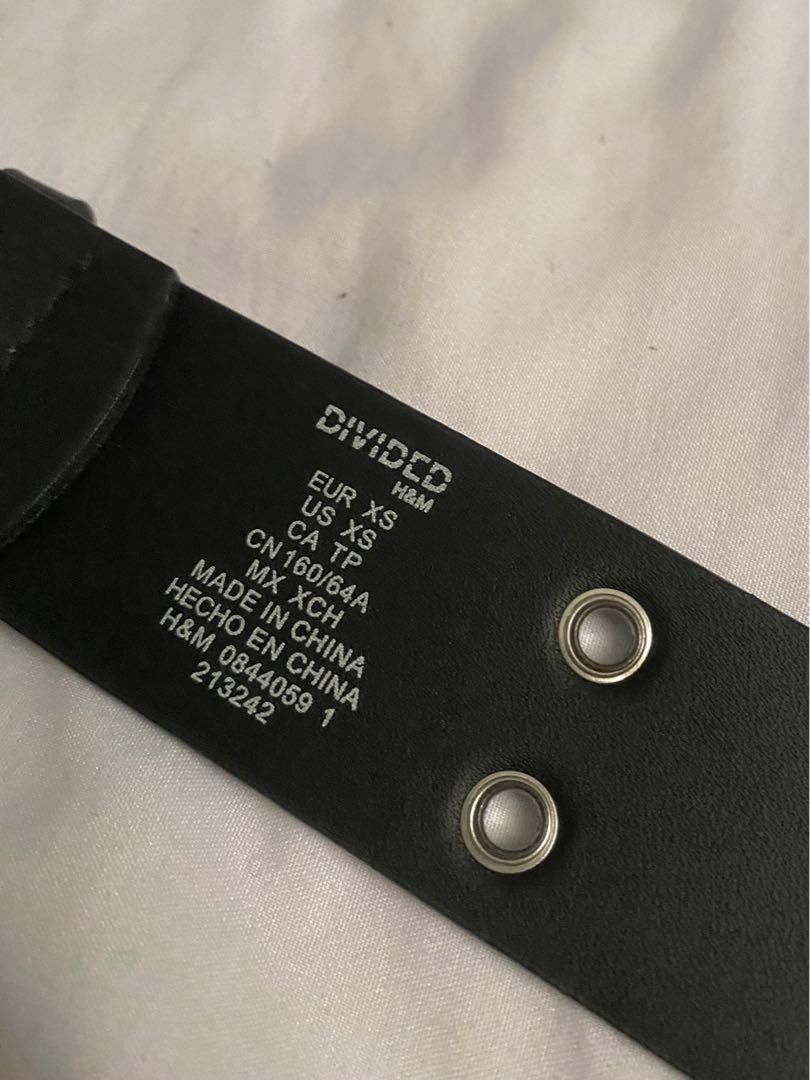 DIVIDED
H&M
EUR XS
US XS
CA TP
CN 160/64A
MX XCH
MADE IN CHINA
HECHO EN CHINA
H&M 0844059 1
213242